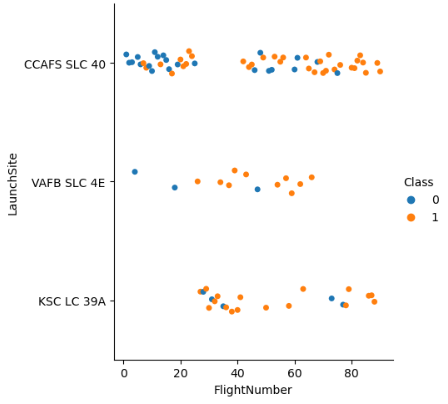 CCAFS SLC 40
VAFB SLC 4E
KSC LC 39A
LaunchSite
0
20
40
60
80
FlightNumber
Class
0
1